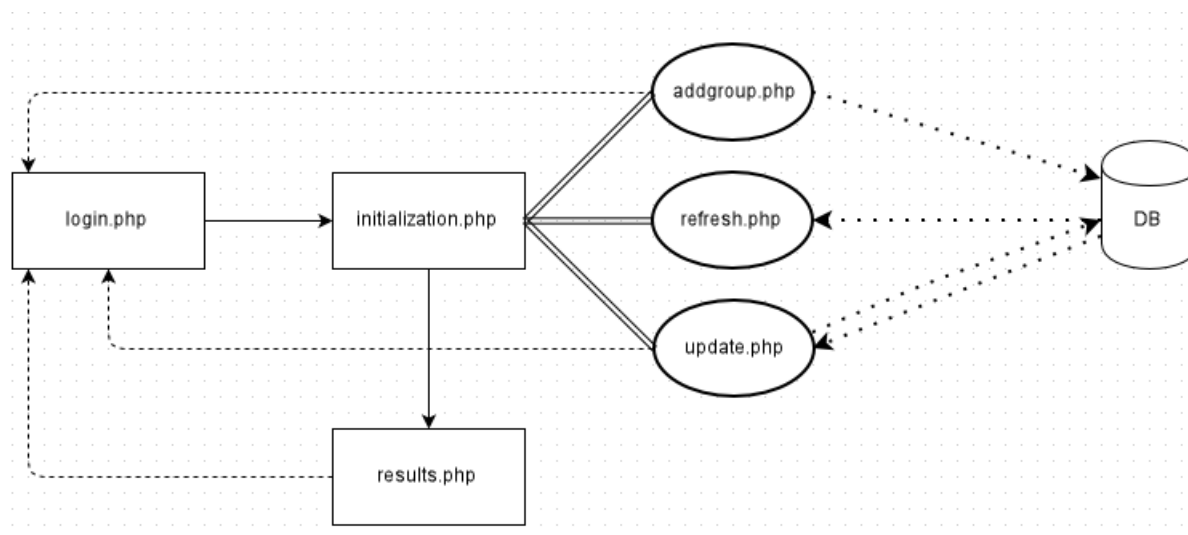 addgroup.php
login.php
initialization.php
refresh.php
DB
update.php
results.php